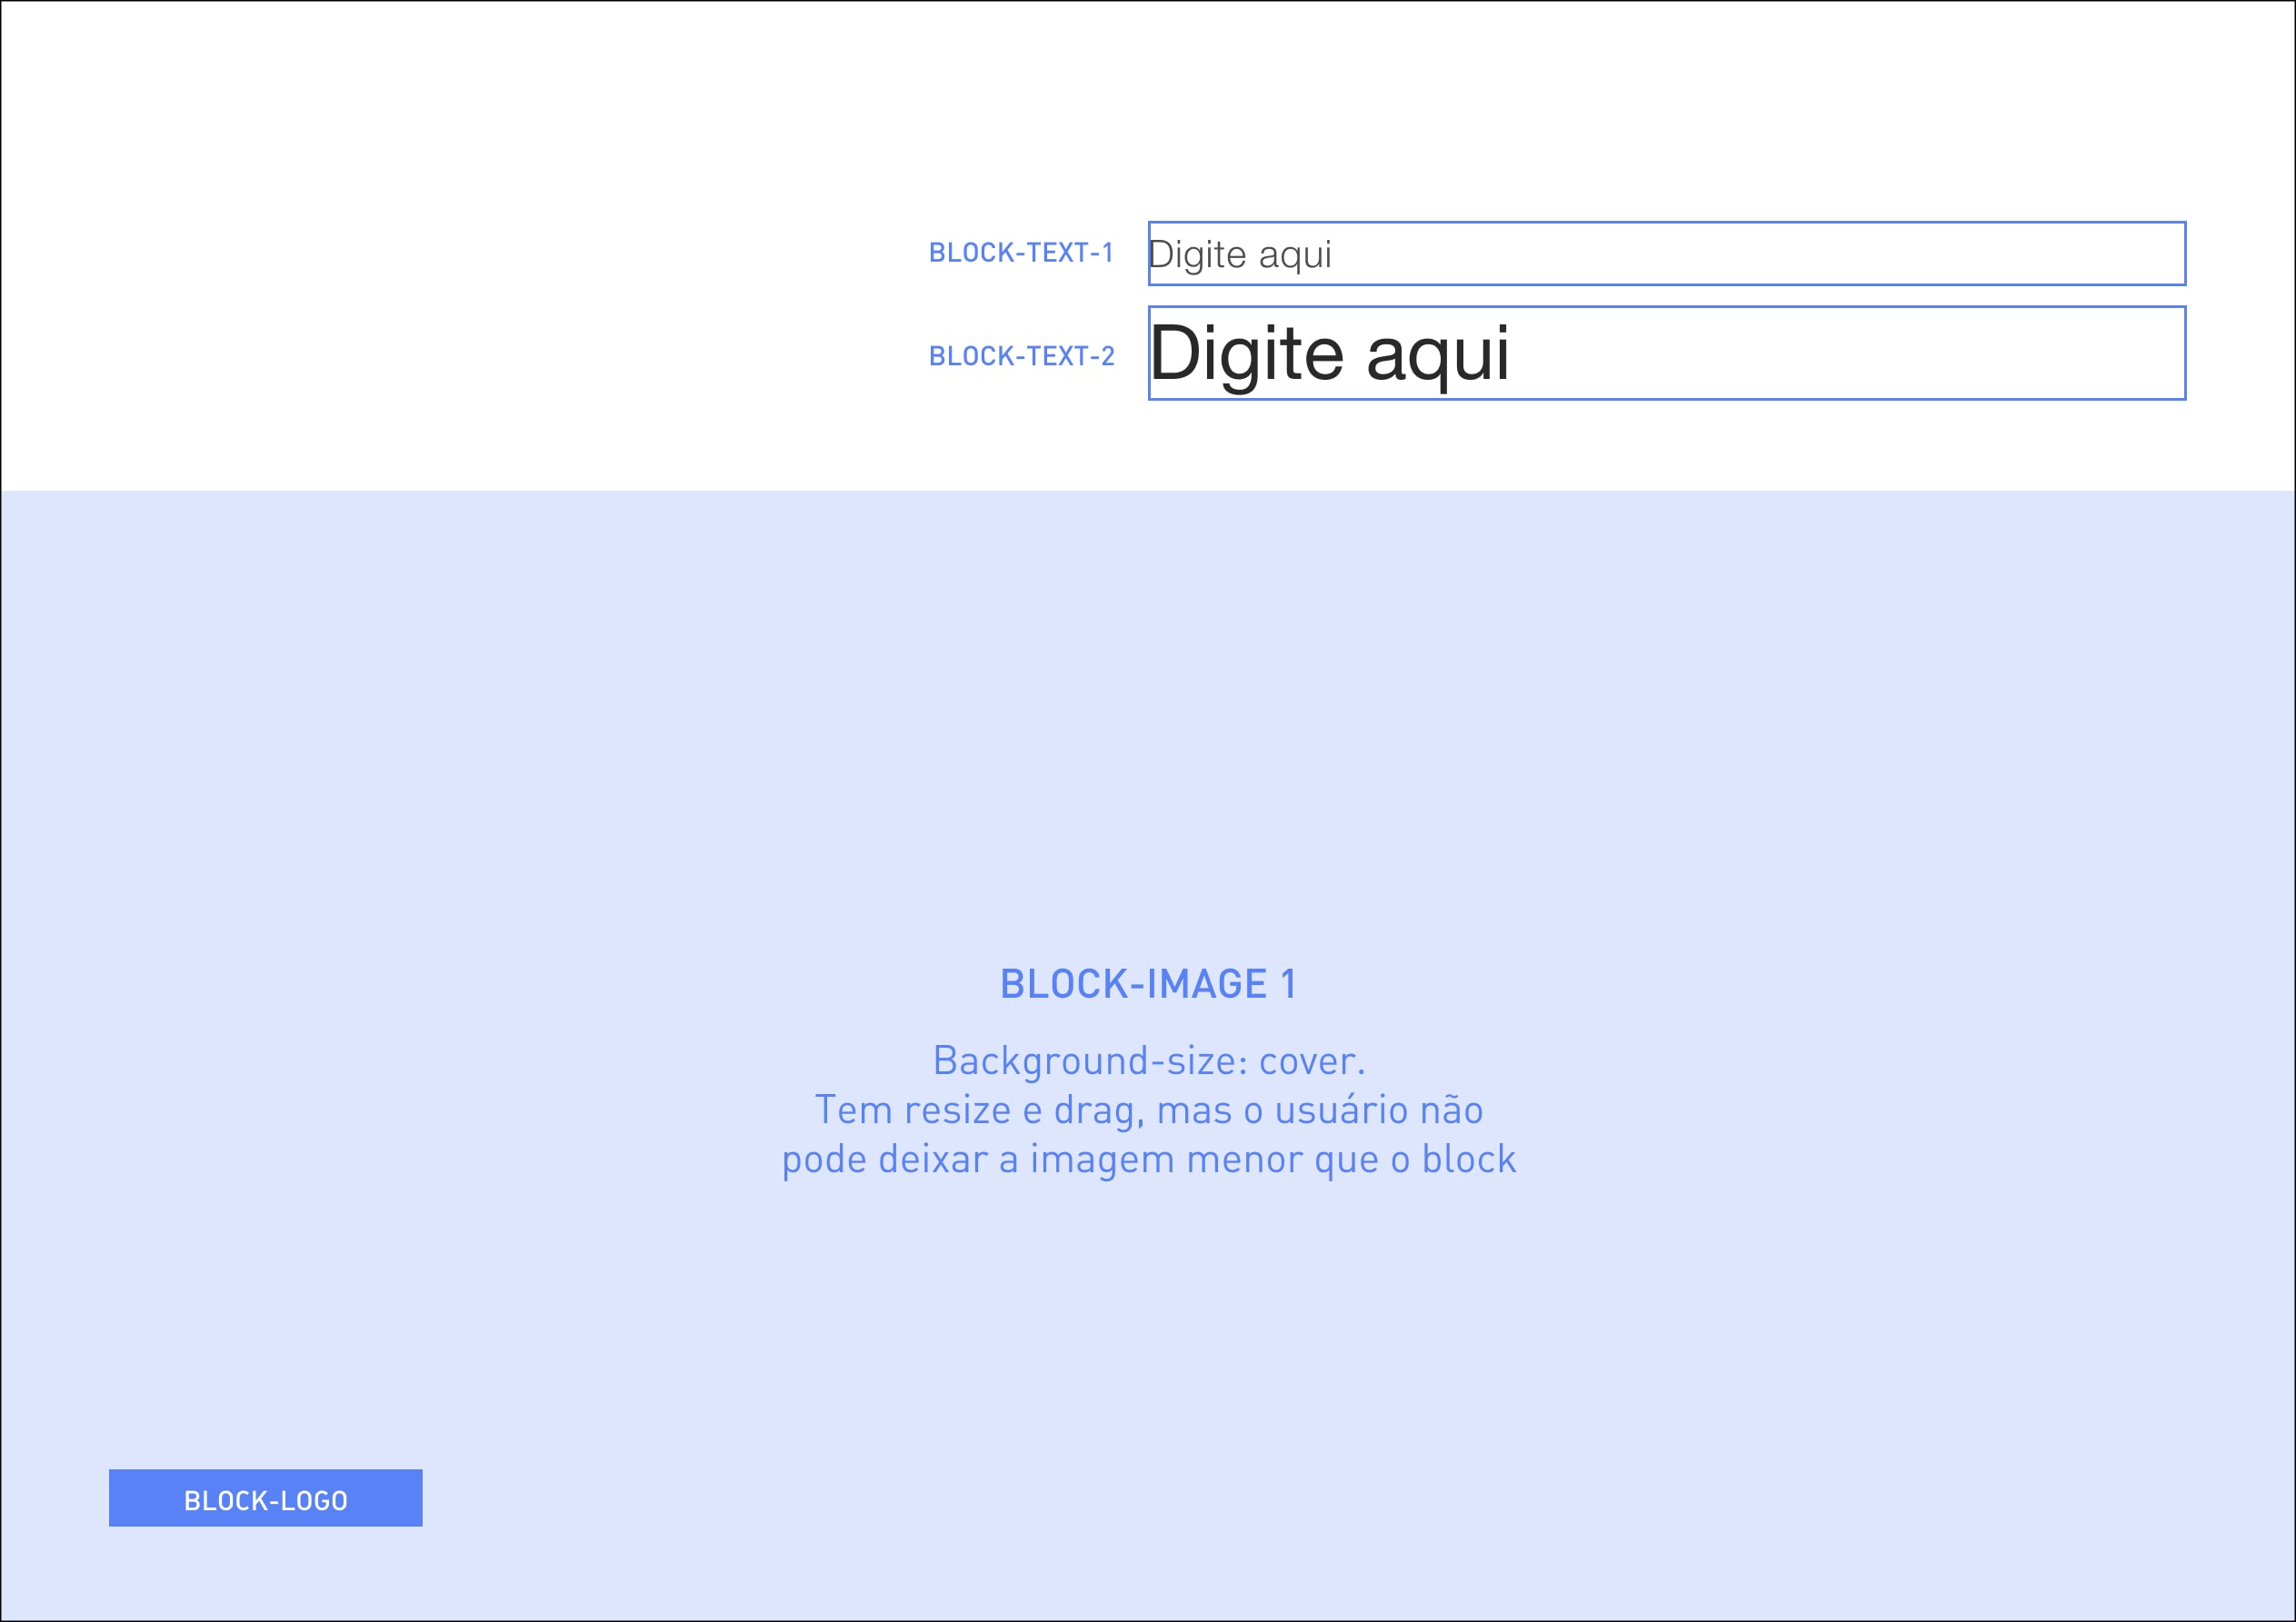 BLOCK-TEXT-1
Digite aqui
BLOCK-TEXT-2
Digite aqui
BLOCK-IMAGE 1
Background-size: cover.
Tem resize e drag, mas o usuário não
pode deixar a imagem menor que o block
BLOCK-LOGO